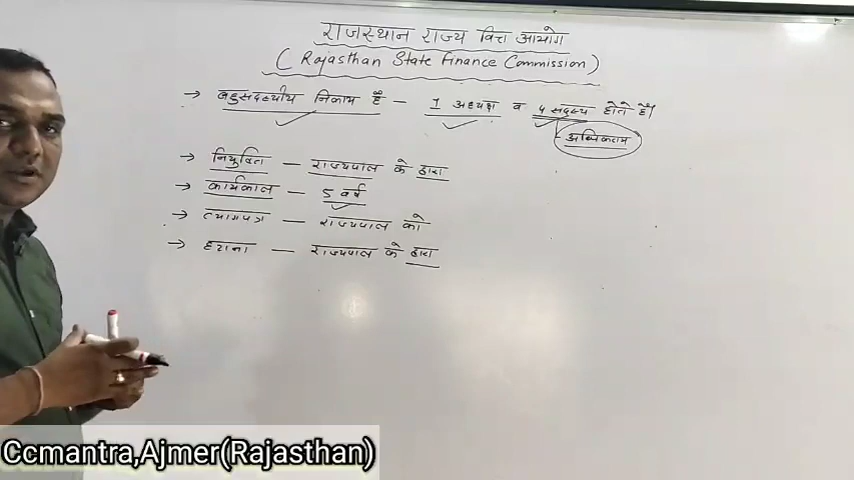 राजस्थान राज्य वित्त आयोग
( Rajasthan State Finance Commission )
→ बहुसदस्यीय निकाय है — 1 अध्यक्ष व 4 सदस्य होते हैं।
अधिकतम
→ नियुक्ति — राज्यपाल के द्वारा
→ कार्यकाल — 5 वर्ष
→ त्यागपत्र — राज्यपाल को
→ हटाना — राज्यपाल के द्वारा
Ccmantra,Ajmer(Rajasthan)